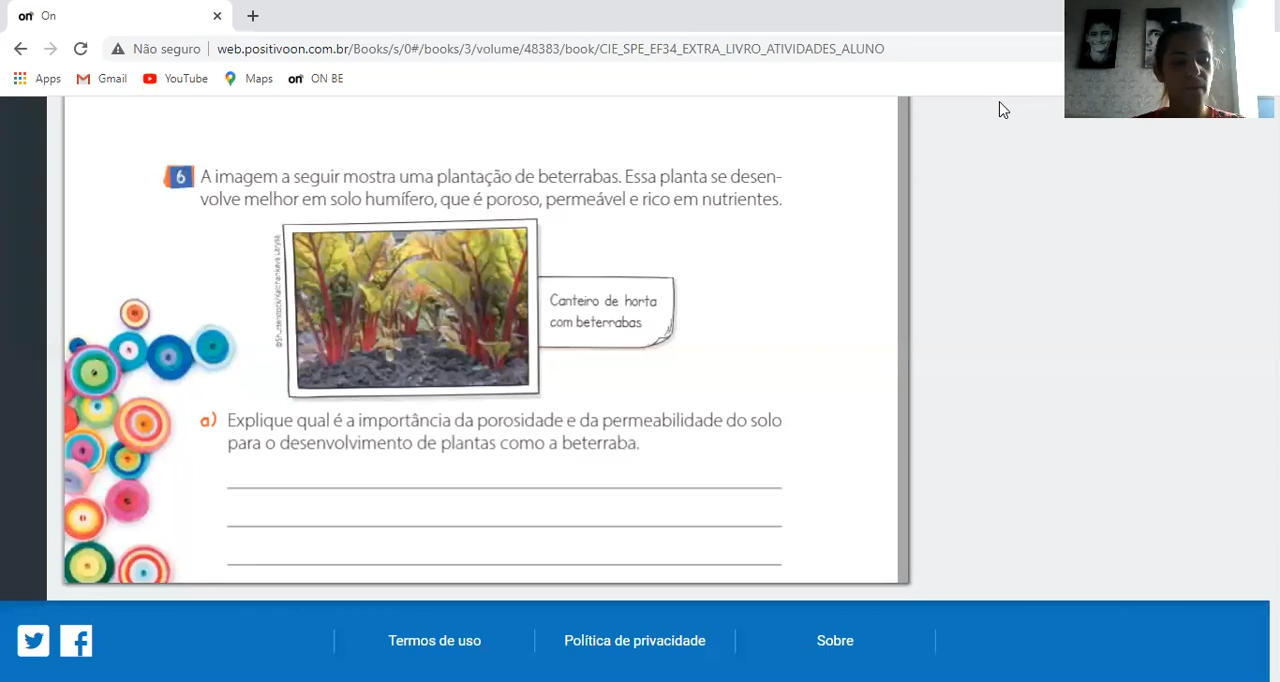 on On
Não seguro web.positivoon.com.br/Books/s/0#/books/3/volume/48383/book/CIE_SPE_EF34_EXTRA_LIVRO_ATIVIDADES_ALUNO
Apps Gmail YouTube Maps on ON BE
6 A imagem a seguir mostra uma plantação de beterrabas. Essa planta se desen-
volve melhor em solo humífero, que é poroso, permeável e rico em nutrientes.
Canteiro de horta
com beterrabas
a) Explique qual é a importância da porosidade e da permeabilidade do solo
para o desenvolvimento de plantas como a beterraba.
Termos de uso Política de privacidade Sobre